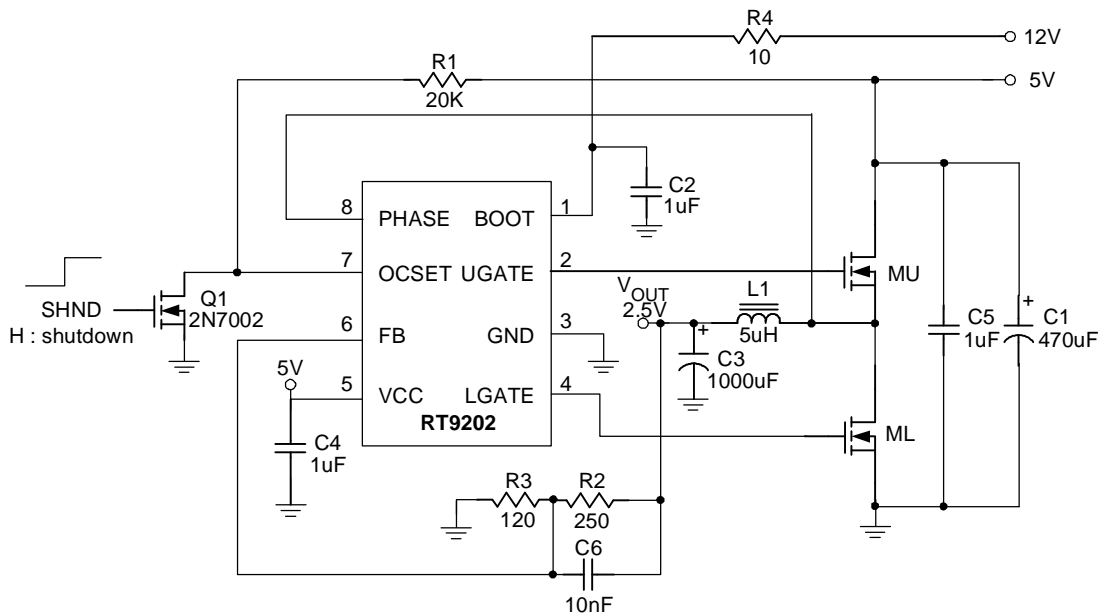 R4
10
12V
R1
20K
5V
8
PHASE
BOOT
1
C2
1uF
7
OCSET
UGATE
2
MU
SHND
H : shutdown
Q1
2N7002
6
FB
GND
3
VOUT
2.5V
L1
5uH
C3
1000uF
C5
1uF
C1
470uF
5V
5
VCC
LGATE
4
RT9202
ML
C4
1uF
R3
120
R2
250
C6
10nF
+
+